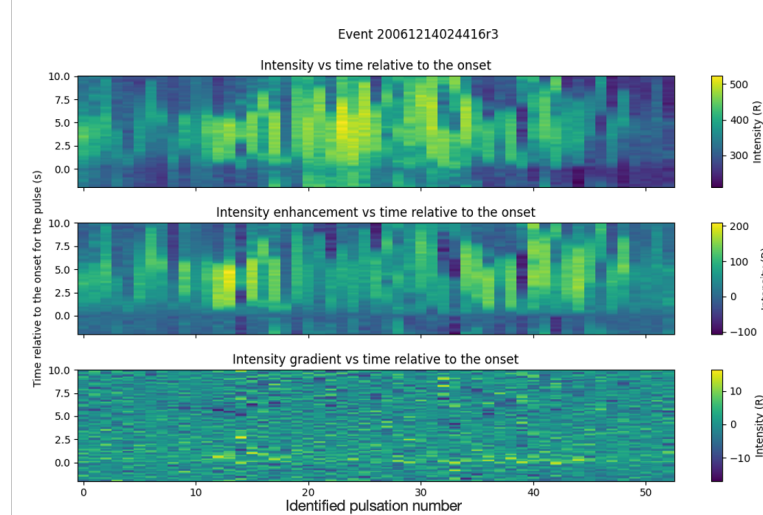 Event 20061214024416r3
Intensity vs time relative to the onset
10.0
7.5
5.0
2.5
0.0
500
400
300
Intensity (R)
Intensity enhancement vs time relative to the onset
10.0
7.5
5.0
2.5
0.0
200
100
0
−100
Time relative to the onset for the pulse (s)
Intensity gradient vs time relative to the onset
10.0
7.5
5.0
2.5
0.0
10
0
−10
Intensity (R)
0 10 20 30 40 50
Identified pulsation number